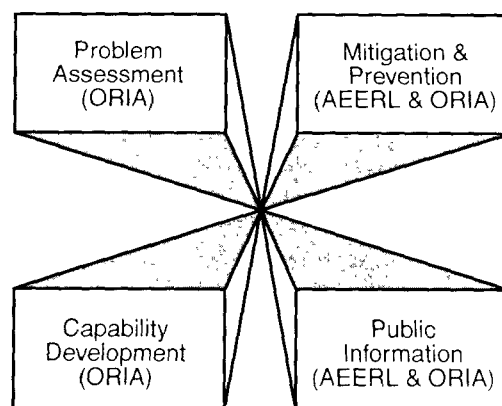 Problem
Assessment
(ORIA)
Mitigation &
Prevention
(AEERL & ORIA)
Capability
Development
(ORIA)
Public
Information
(AEERL & ORIA)